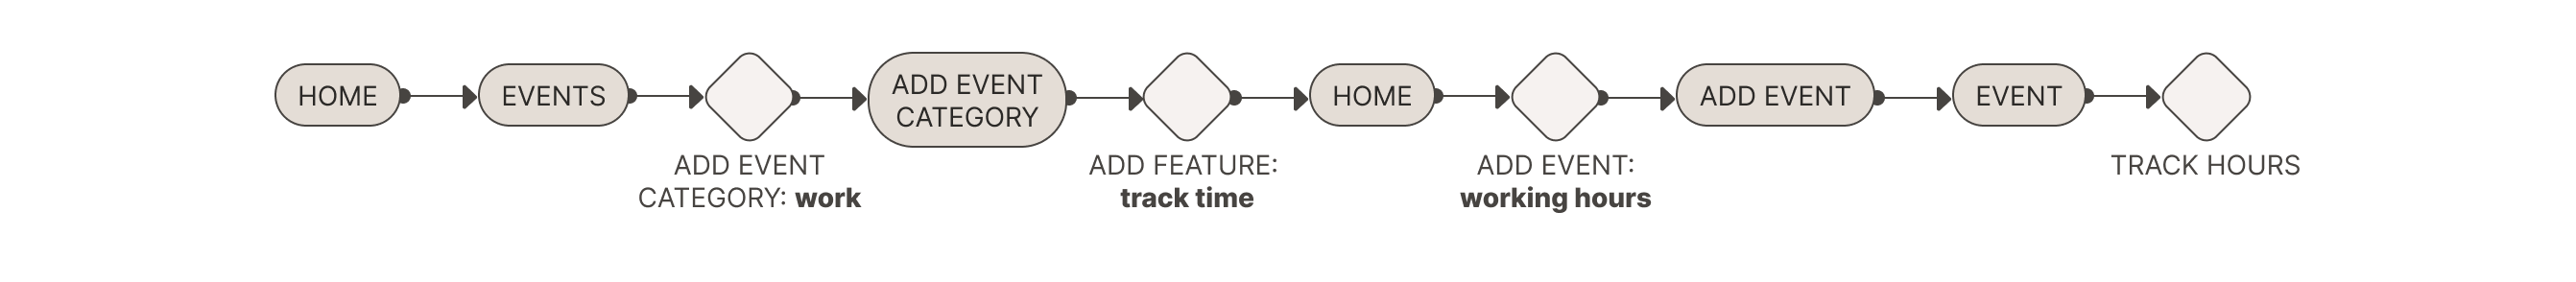 HOME
EVENTS
ADD EVENT
CATEGORY: work
ADD EVENT
CATEGORY
ADD FEATURE:
track time
HOME
ADD EVENT:
working hours
ADD EVENT
EVENT
TRACK HOURS